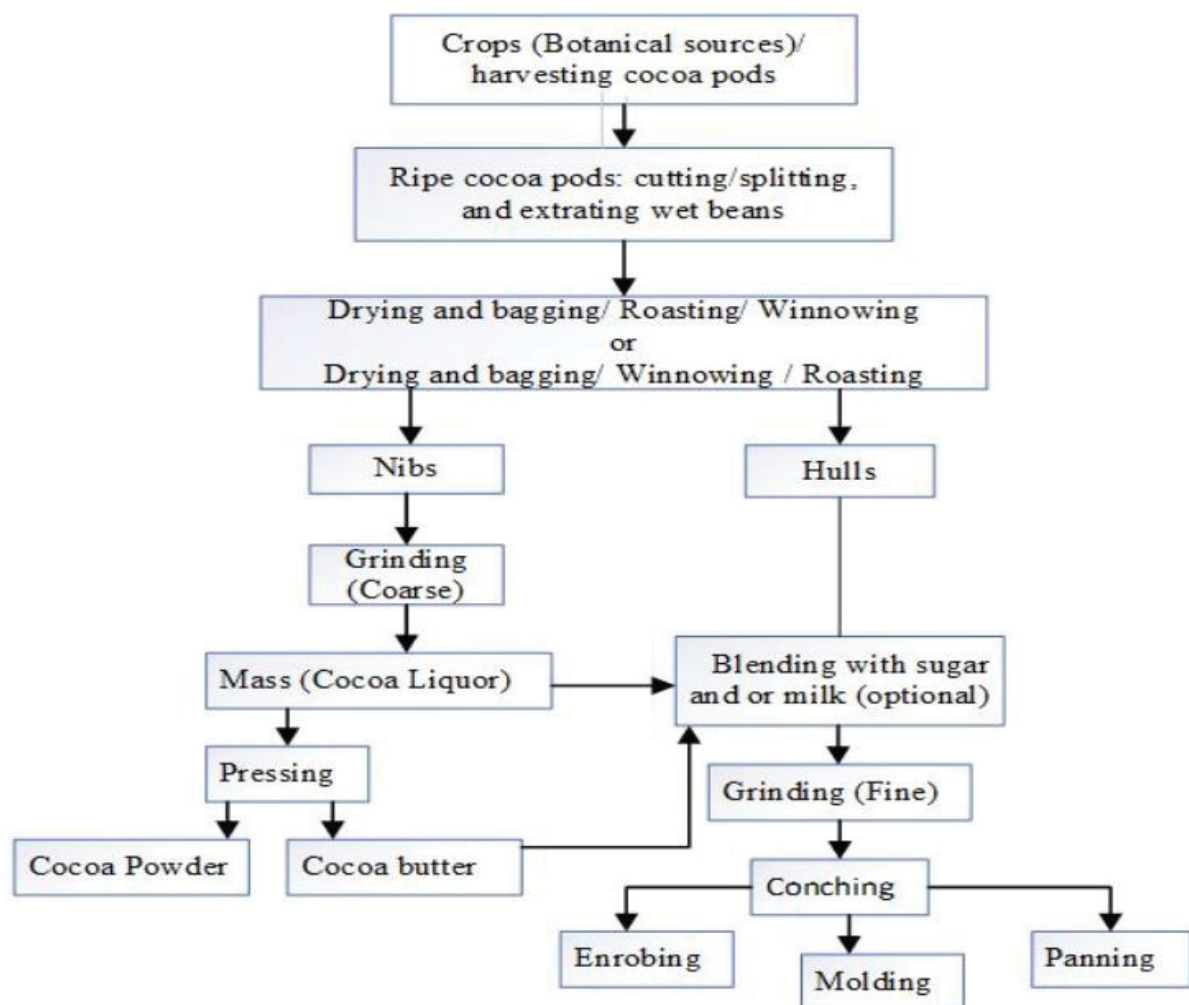 Crops (Botanical sources)/
harvesting cocoa pods
Ripe cocoa pods: cutting/splitting,
and extrating wet beans
Drying and bagging/ Roasting/ Winnowing
or
Drying and bagging/ Winnowing / Roasting
Nibs
Hulls
Grinding
(Coarse)
Mass (Cocoa Liquor)
Blending with sugar
and or milk (optional)
Pressing
Grinding (Fine)
Cocoa Powder
Cocoa butter
Conching
Enrobing
Molding
Panning